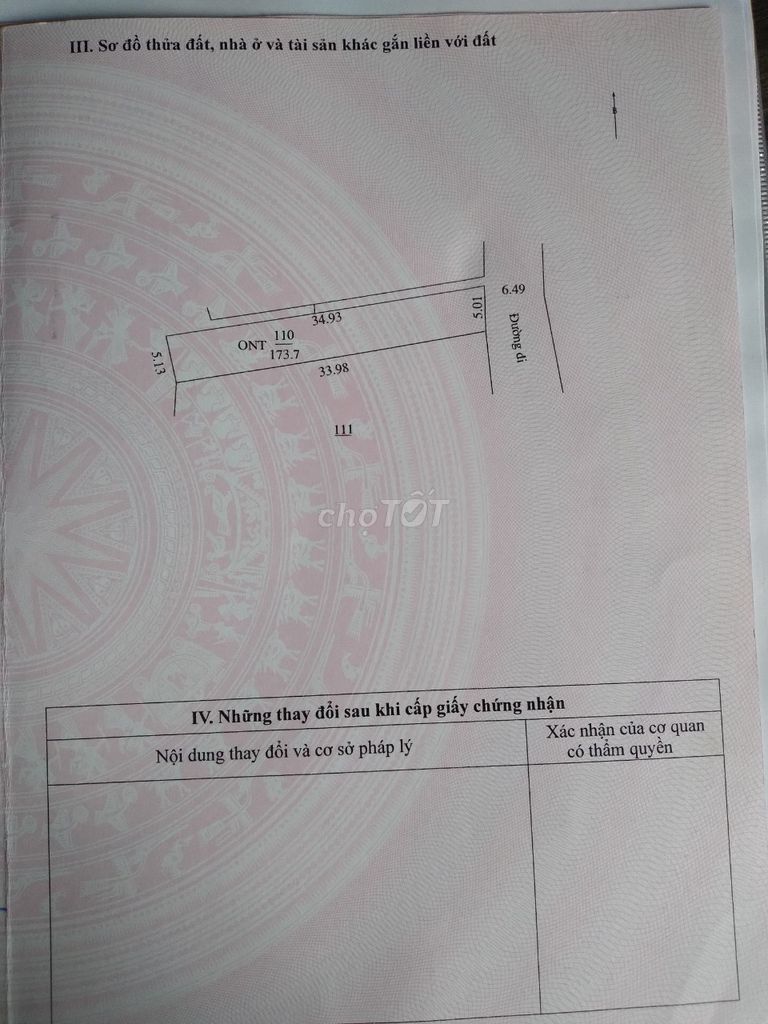 III. Sơ đồ thửa đất, nhà ở và tài sản khác gắn liền với đất
B
6.49
5.01
34.93
Đường đi
110
ONT
173.7
5.13
33.98
111
chợTỐT
IV. Những thay đổi sau khi cấp giấy chứng nhận
Nội dung thay đổi và cơ sở pháp lý
Xác nhận của cơ quan
có thẩm quyền